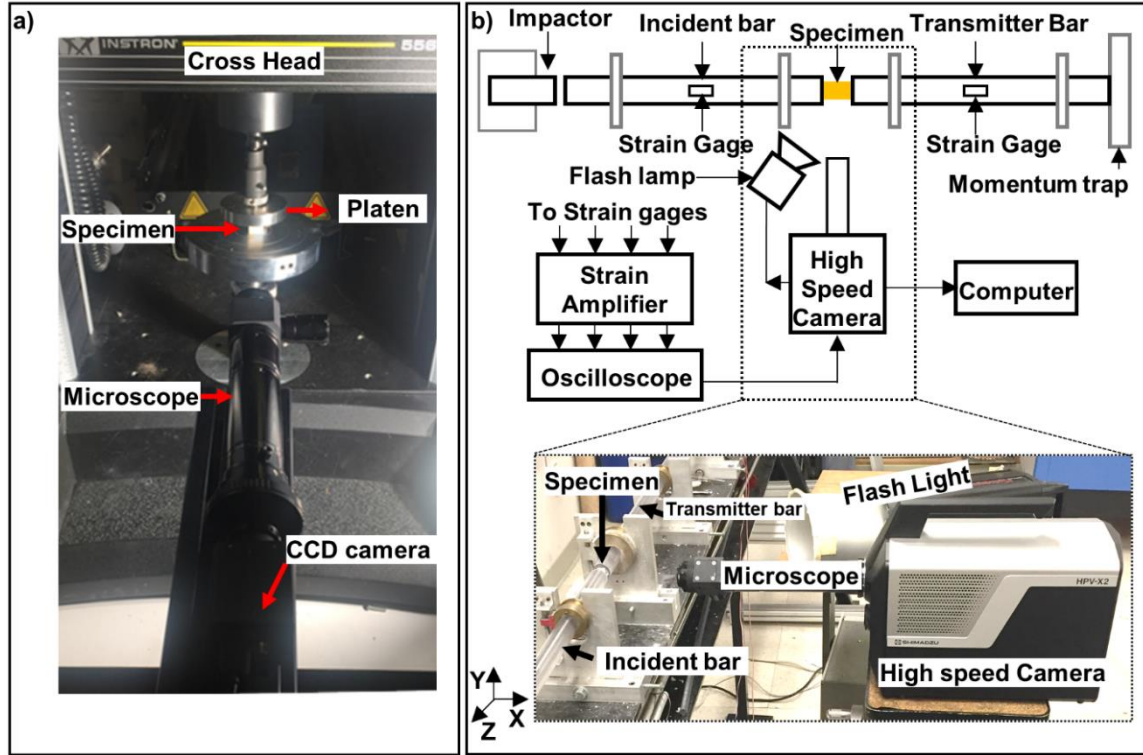 a)
INSTRON
556
Cross Head
Platen
Specimen
Microscope
CCD camera
b)
Impactor
Incident bar
Specimen
Transmitter Bar
Strain Gage
Strain Gage
Flash lamp
Momentum trap
To Strain gages
Strain
Amplifier
High
Speed
Camera
Computer
Oscilloscope
Specimen
Transmitter bar
Flash Light
Microscope
HPV-X2
SHIMADZU
Incident bar
High speed Camera
Y
X
Z